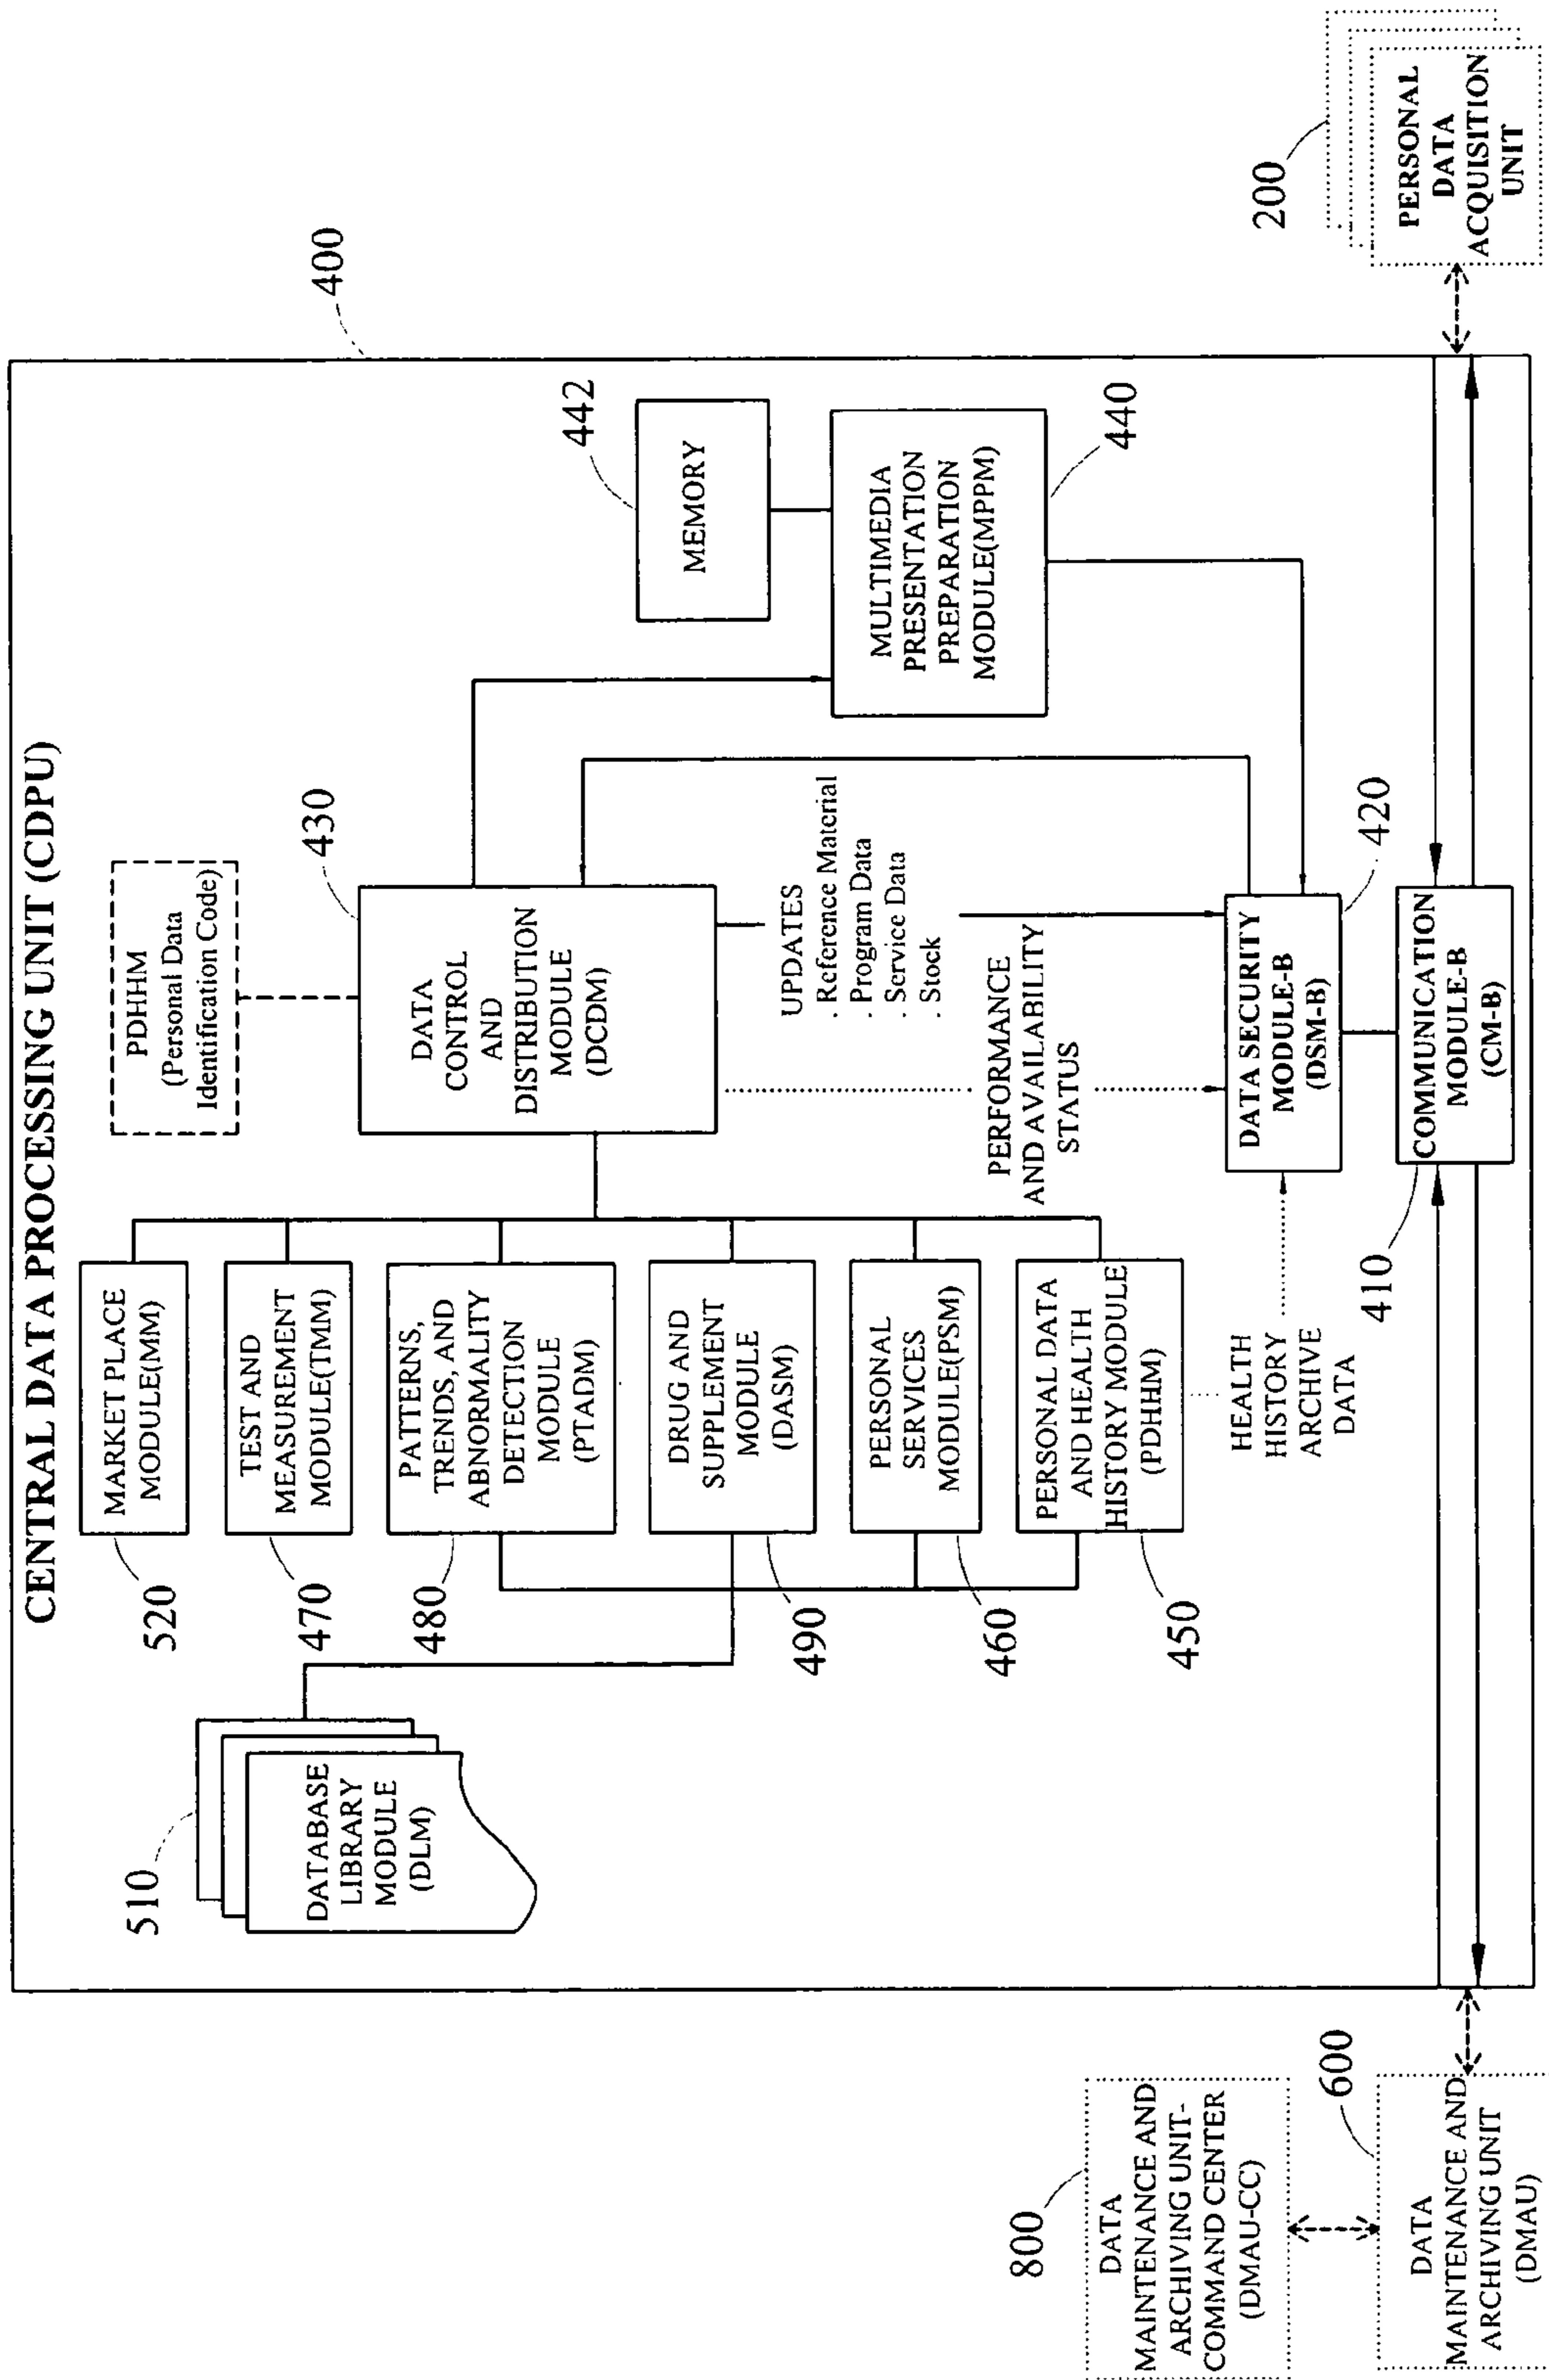 CENTRAL DATA PROCESSING UNIT (CDPU)
400
PDHHM
(Personal Data
Identification Code)
430
DATA
CONTROL
AND
DISTRIBUTION
MODULE
(DCDM)
442
MEMORY
MULTIMEDIA
PRESENTATION
PREPARATION
MODULE(MPPM)
440
510
DATABASE
LIBRARY
MODULE
(DLM)
520
MARKET PLACE
MODULE(MM)
470
TEST AND
MEASUREMENT
MODULE(TMM)
480
PATTERNS,
TRENDS, AND
ABNORMALITY
DETECTION
MODULE
(PTADM)
490
DRUG AND
SUPPLEMENT
MODULE
(DASM)
460
PERSONAL
SERVICES
MODULE(PSM)
450
PERSONAL DATA
AND HEALTH
HISTORY MODULE
(PDHHM)
UPDATES
. Reference Material
. Program Data
. Service Data
. Stock
PERFORMANCE
AND AVAILABILITY
STATUS
HEALTH
HISTORY
ARCHIVE
DATA
420
DATA SECURITY
MODULE-B
(DSM-B)
410
COMMUNICATION
MODULE-B
(CM-B)
200
PERSONAL
DATA
ACQUISITION
UNIT
800
DATA
MAINTENANCE AND
ARCHIVING UNIT-
COMMAND CENTER
(DMAU-CC)
600
DATA
MAINTENANCE AND
ARCHIVING UNIT
(DMAU)